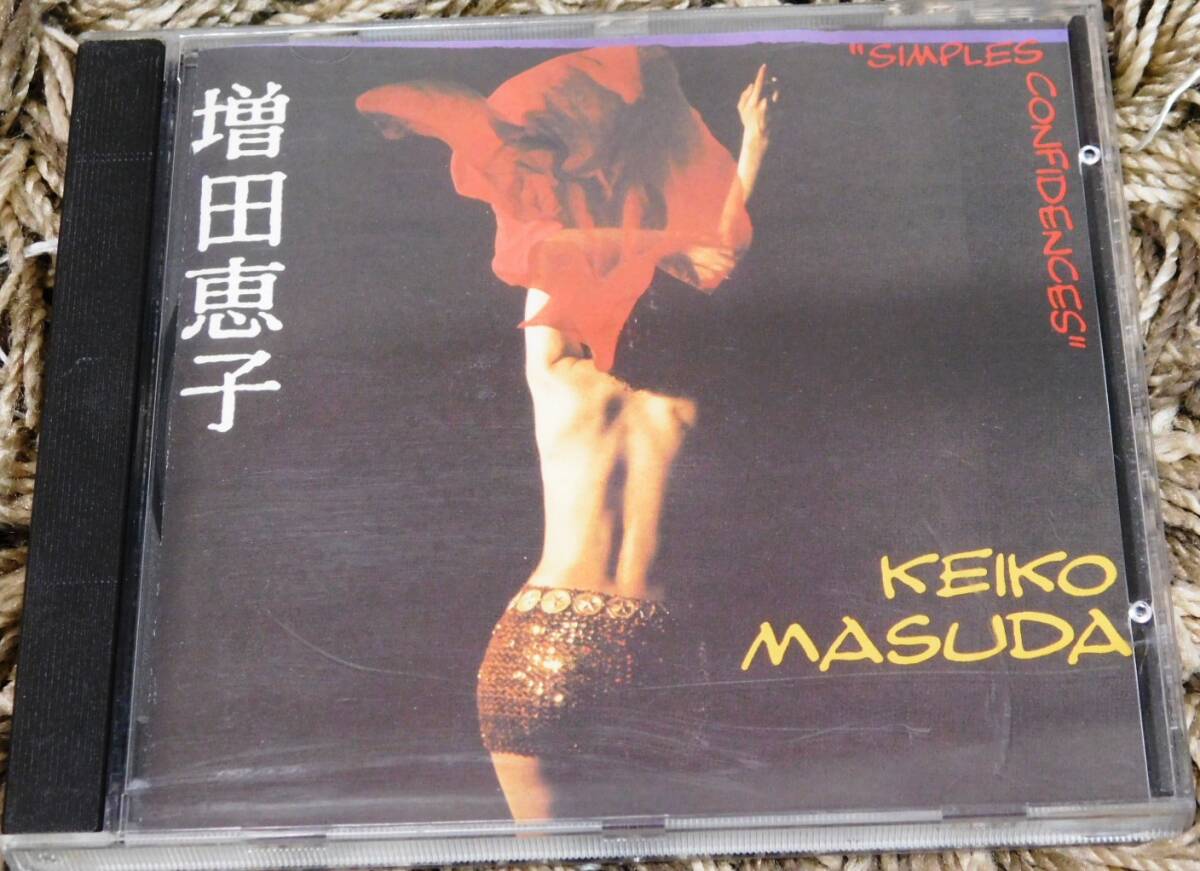 増田恵子
"SIMPLES CONFIDENCES"
KEIKO
MASUDA